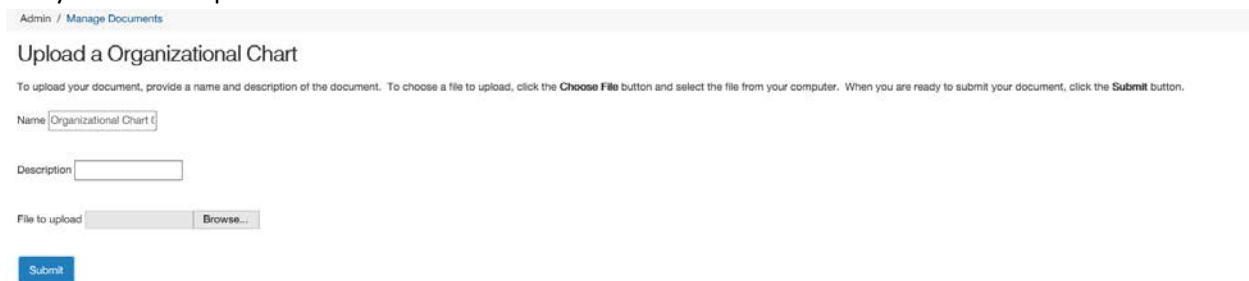 Admin / Manage Documents
Upload a Organizational Chart
To upload your document, provide a name and description of the document. To choose a file to upload, click the Choose File button and select the file from your computer. When you are ready to submit your document, click the Submit button.
Name Organizational Chart
Description
File to upload Browse...
Submit